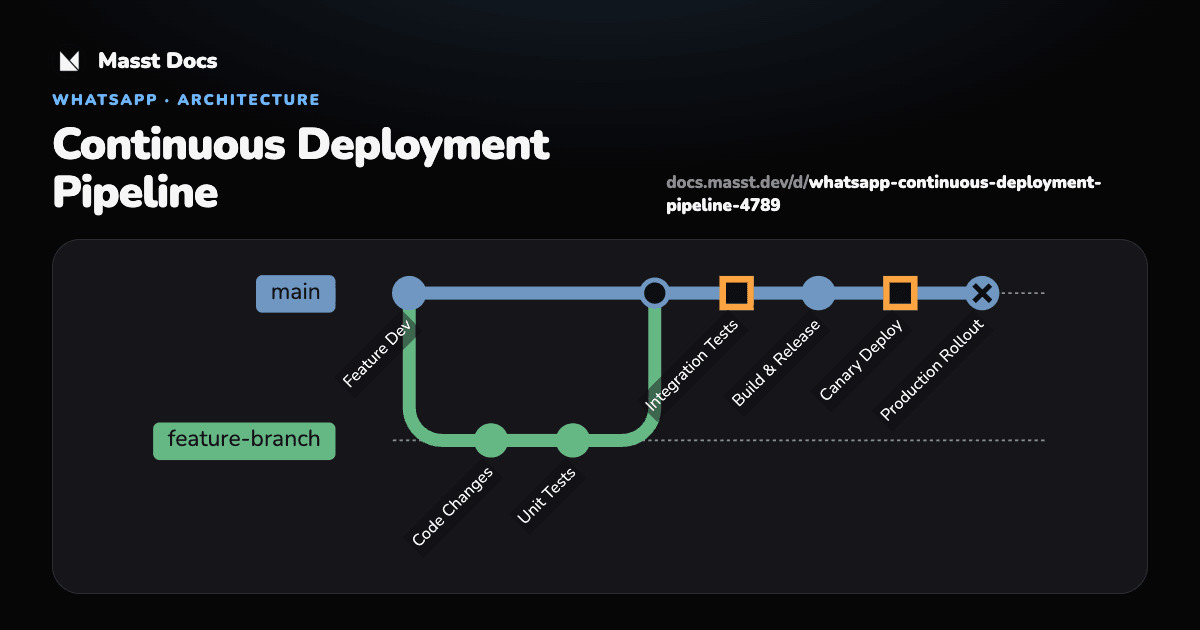 Masst Docs
WHATSAPP · ARCHITECTURE
Continuous Deployment
Pipeline
docs.masst.dev/d/whatsapp-continuous-deployment-
pipeline-4789
main
Feature Dev
Integration Tests
Build & Release
Canary Deploy
Production Rollout
feature-branch
Code Changes
Unit Tests